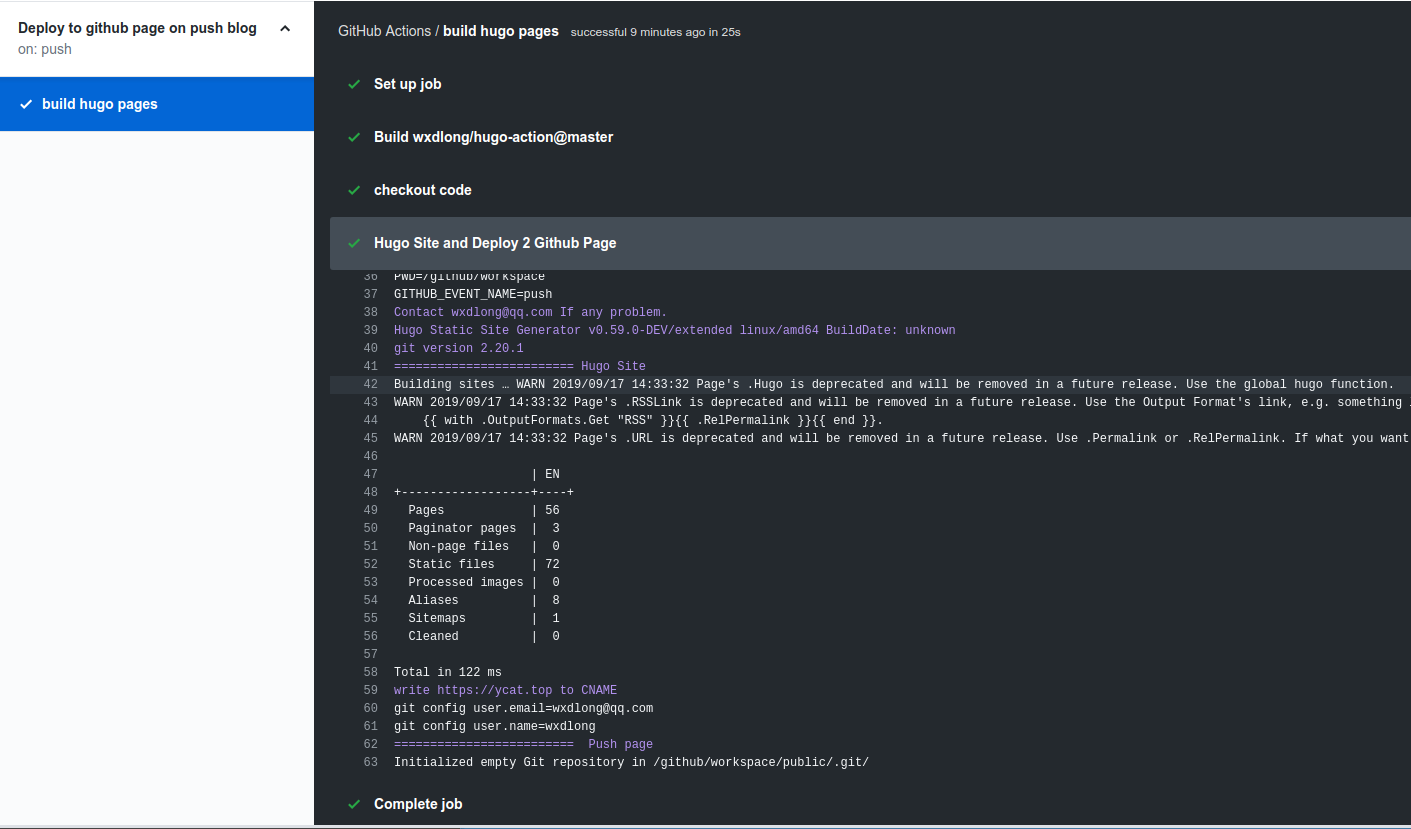 Deploy to github page on push blog
on: push
build hugo pages
GitHub Actions / build hugo pages successful 9 minutes ago in 25s
Set up job
Build wxdlong/hugo-action@master
checkout code
Hugo Site and Deploy 2 Github Page
36 PWD=/github/workspace
37 GITHUB_EVENT_NAME=push
38 Contact wxdlong@qq.com If any problem.
39 Hugo Static Site Generator v0.59.0-DEV/extended linux/amd64 BuildDate: unknown
40 git version 2.20.1
41 ========================= Hugo Site
42 Building sites … WARN 2019/09/17 14:33:32 Page's .Hugo is deprecated and will be removed in a future release. Use the global hugo function.
43 WARN 2019/09/17 14:33:32 Page's .RSSLink is deprecated and will be removed in a future release. Use the Output Format's link, e.g. something
44 {{ with .OutputFormats.Get "RSS" }}{{ .RelPermalink }}{{ end }}.
45 WARN 2019/09/17 14:33:32 Page's .URL is deprecated and will be removed in a future release. Use .Permalink or .RelPermalink. If what you want
46
47 | EN
48 +------------------+----+
49 Pages | 56
50 Paginator pages | 3
51 Non-page files | 0
52 Static files | 72
53 Processed images | 0
54 Aliases | 8
55 Sitemaps | 1
56 Cleaned | 0
57
58 Total in 122 ms
59 write https://ycat.top to CNAME
60 git config user.email=wxdlong@qq.com
61 git config user.name=wxdlong
62 ========================= Push page
63 Initialized empty Git repository in /github/workspace/public/.git/
Complete job